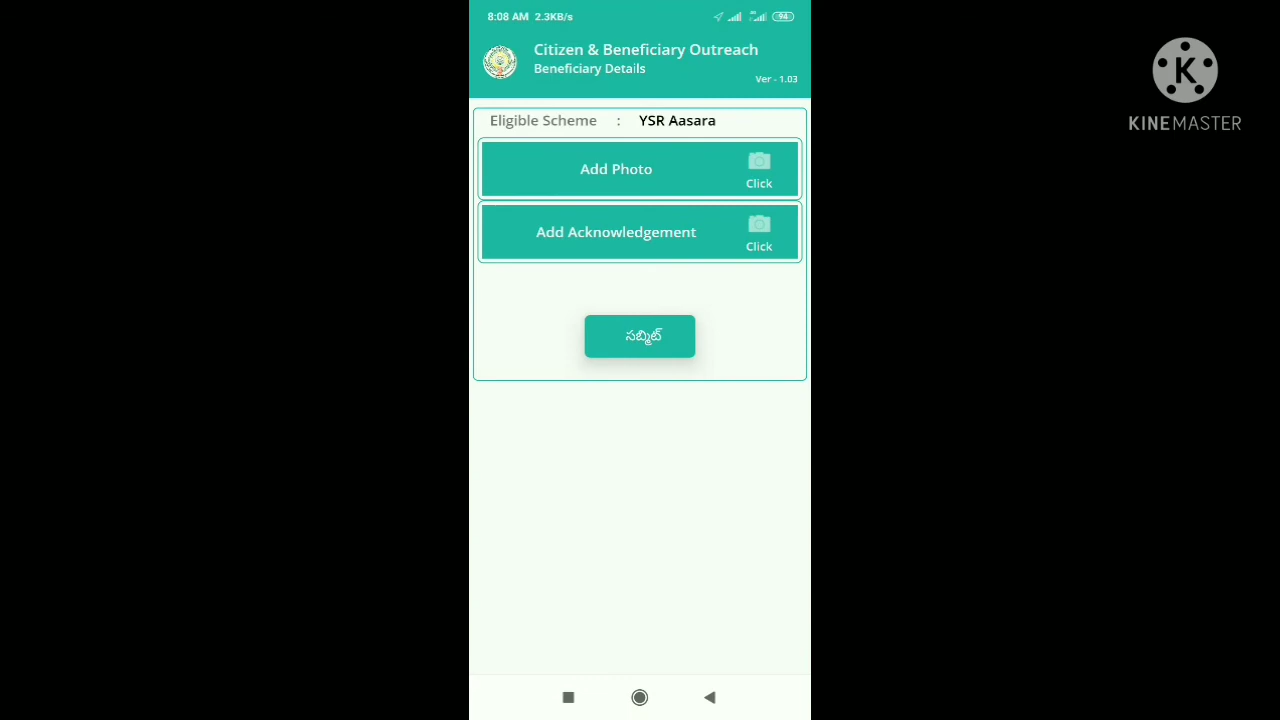 8:08 AM 2.3KB/s 94
Citizen & Beneficiary Outreach
Beneficiary Details
Ver - 1.03
Eligible Scheme : YSR Aasara
Add Photo
Click
Add Acknowledgement
Click
సబ్మిట్
K
KINEMASTER